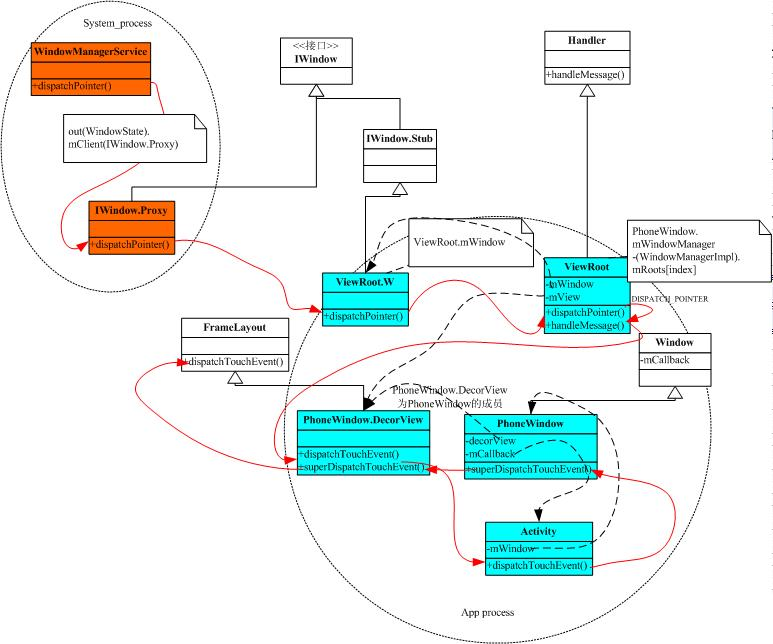 System_process
WindowManagerService
+dispatchPointer()
out(WindowState).
mClient(IWindow.Proxy)
IWindow.Proxy
+dispatchPointer()
<<接口>>
IWindow
IWindow.Stub
Handler
+handleMessage()
ViewRoot.mWindow
PhoneWindow.
mWindowManager
-(WindowManagerImpl).
mRoots[index]
ViewRoot.W
+dispatchPointer()
ViewRoot
-mWindow
-mView
+dispatchPointer()
+handleMessage()
DISPATCH_POINTER
FrameLayout
+dispatchTouchEvent()
Window
-mCallback
PhoneWindow.DecorView
为PhoneWindow的成员
PhoneWindow.DecorView
+dispatchTouchEvent()
+superDispatchTouchEvent()
PhoneWindow
-decorView
-mCallback
+superDispatchTouchEvent()
Activity
-mWindow
+dispatchTouchEvent()
App process